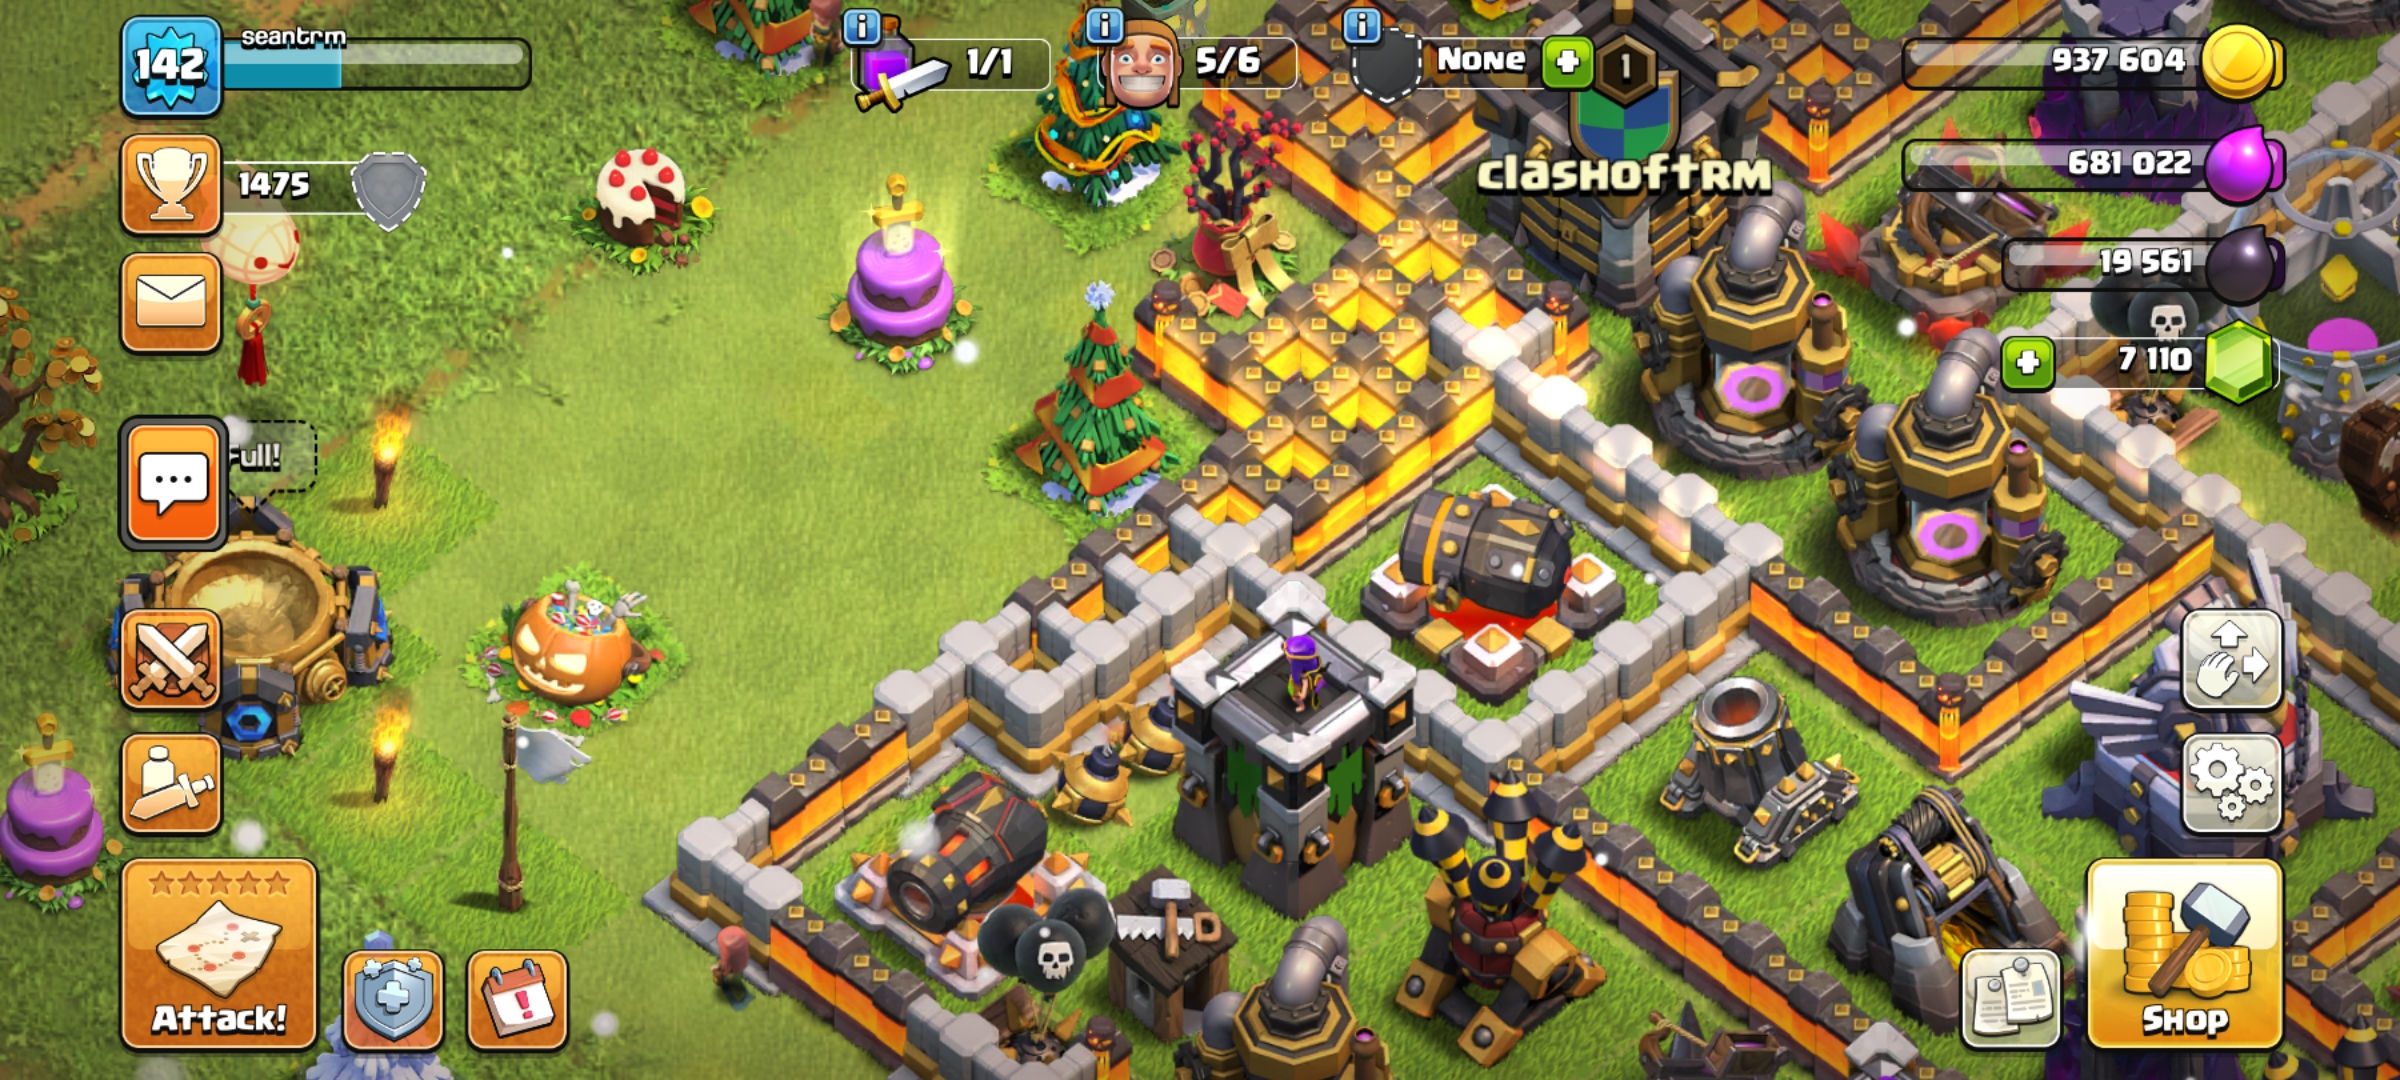 142
seantrm
1/1
5/6
None
1
937 604
1475
clashoftRM
681 022
19 561
7 110
Full!
Attack!
Shop